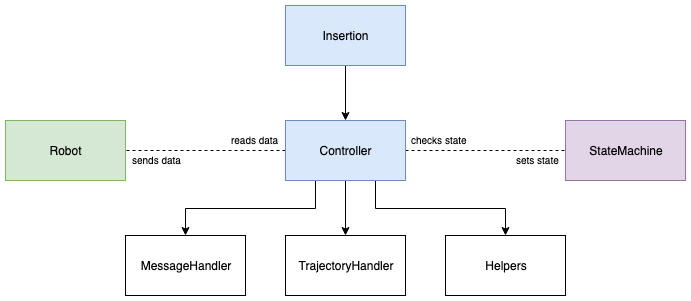 Insertion
Robot
reads data
sends data
Controller
checks state
sets state
StateMachine
MessageHandler
TrajectoryHandler
Helpers